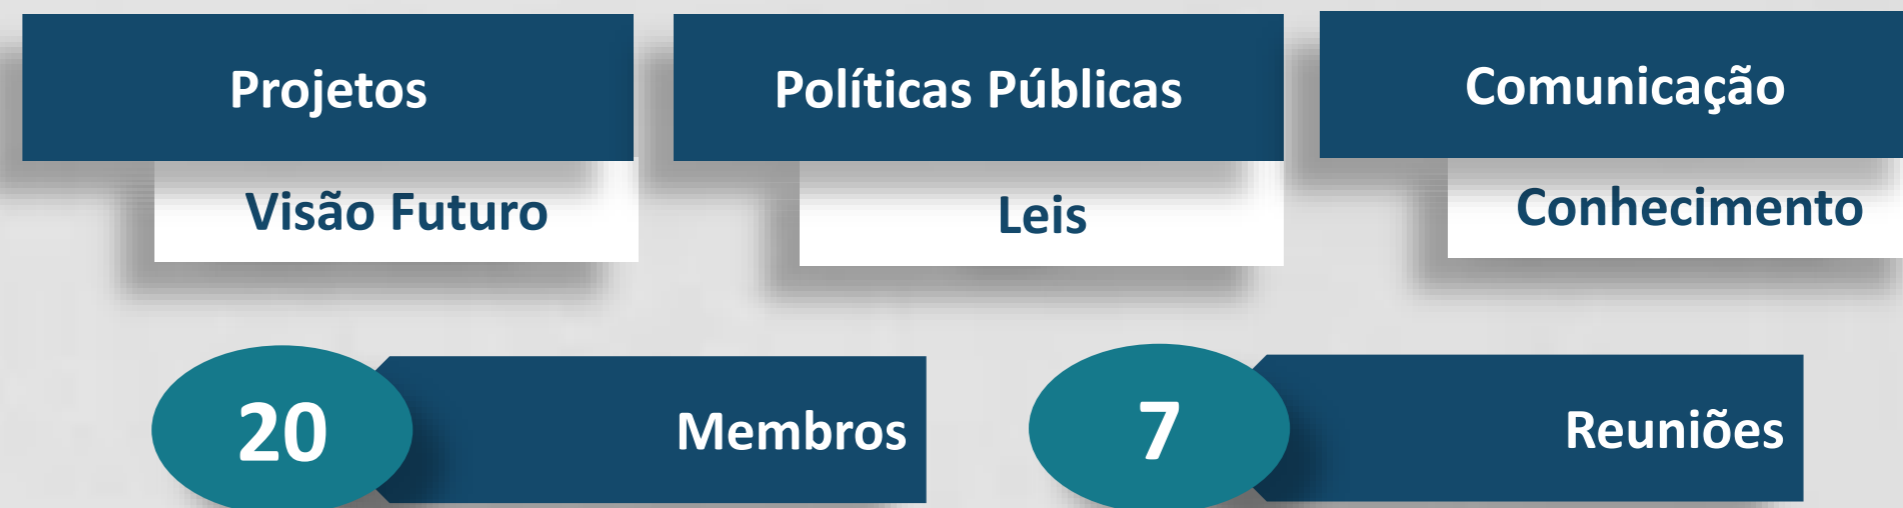 Projetos
Políticas Públicas
Comunicação
Visão Futuro
Leis
Conhecimento
20
Membros
7
Reuniões